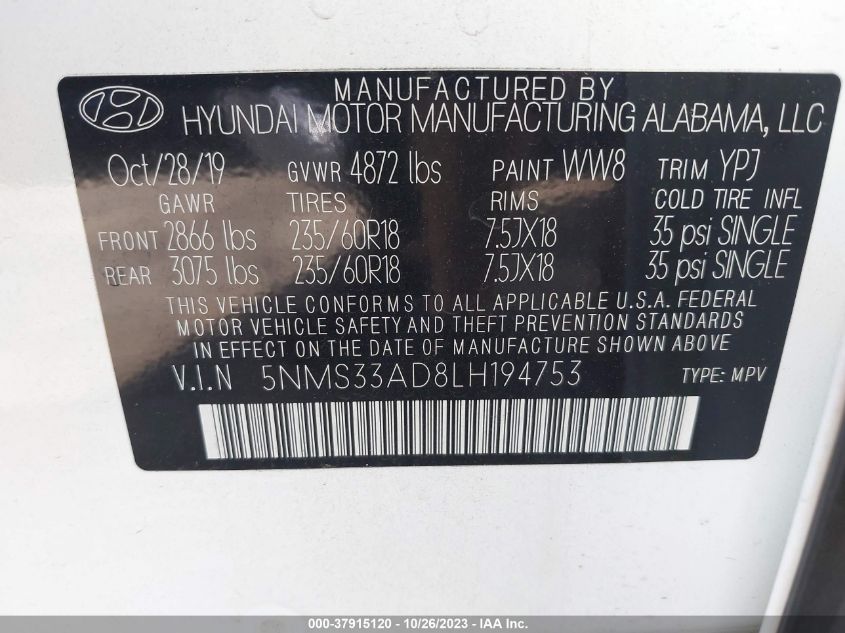 MANUFACTURED BY
HYUNDAI MOTOR MANUFACTURING ALABAMA, LLC
Oct/28/19 GVWR 4872 lbs PAINT WW8 TRIM YPJ
GAWR TIRES RIMS COLD TIRE INFL
FRONT 2866 lbs 235/60R18 7.5JX18 35 psi SINGLE
REAR 3075 lbs 235/60R18 7.5JX18 35 psi SINGLE
THIS VEHICLE CONFORMS TO ALL APPLICABLE U.S.A. FEDERAL
MOTOR VEHICLE SAFETY AND THEFT PREVENTION STANDARDS
IN EFFECT ON THE DATE OF MANUFACTURE SHOWN ABOVE
V.I.N 5NMS33AD8LH194753 TYPE: MPV
000-37915120 - 10/26/2023 - IAA Inc.